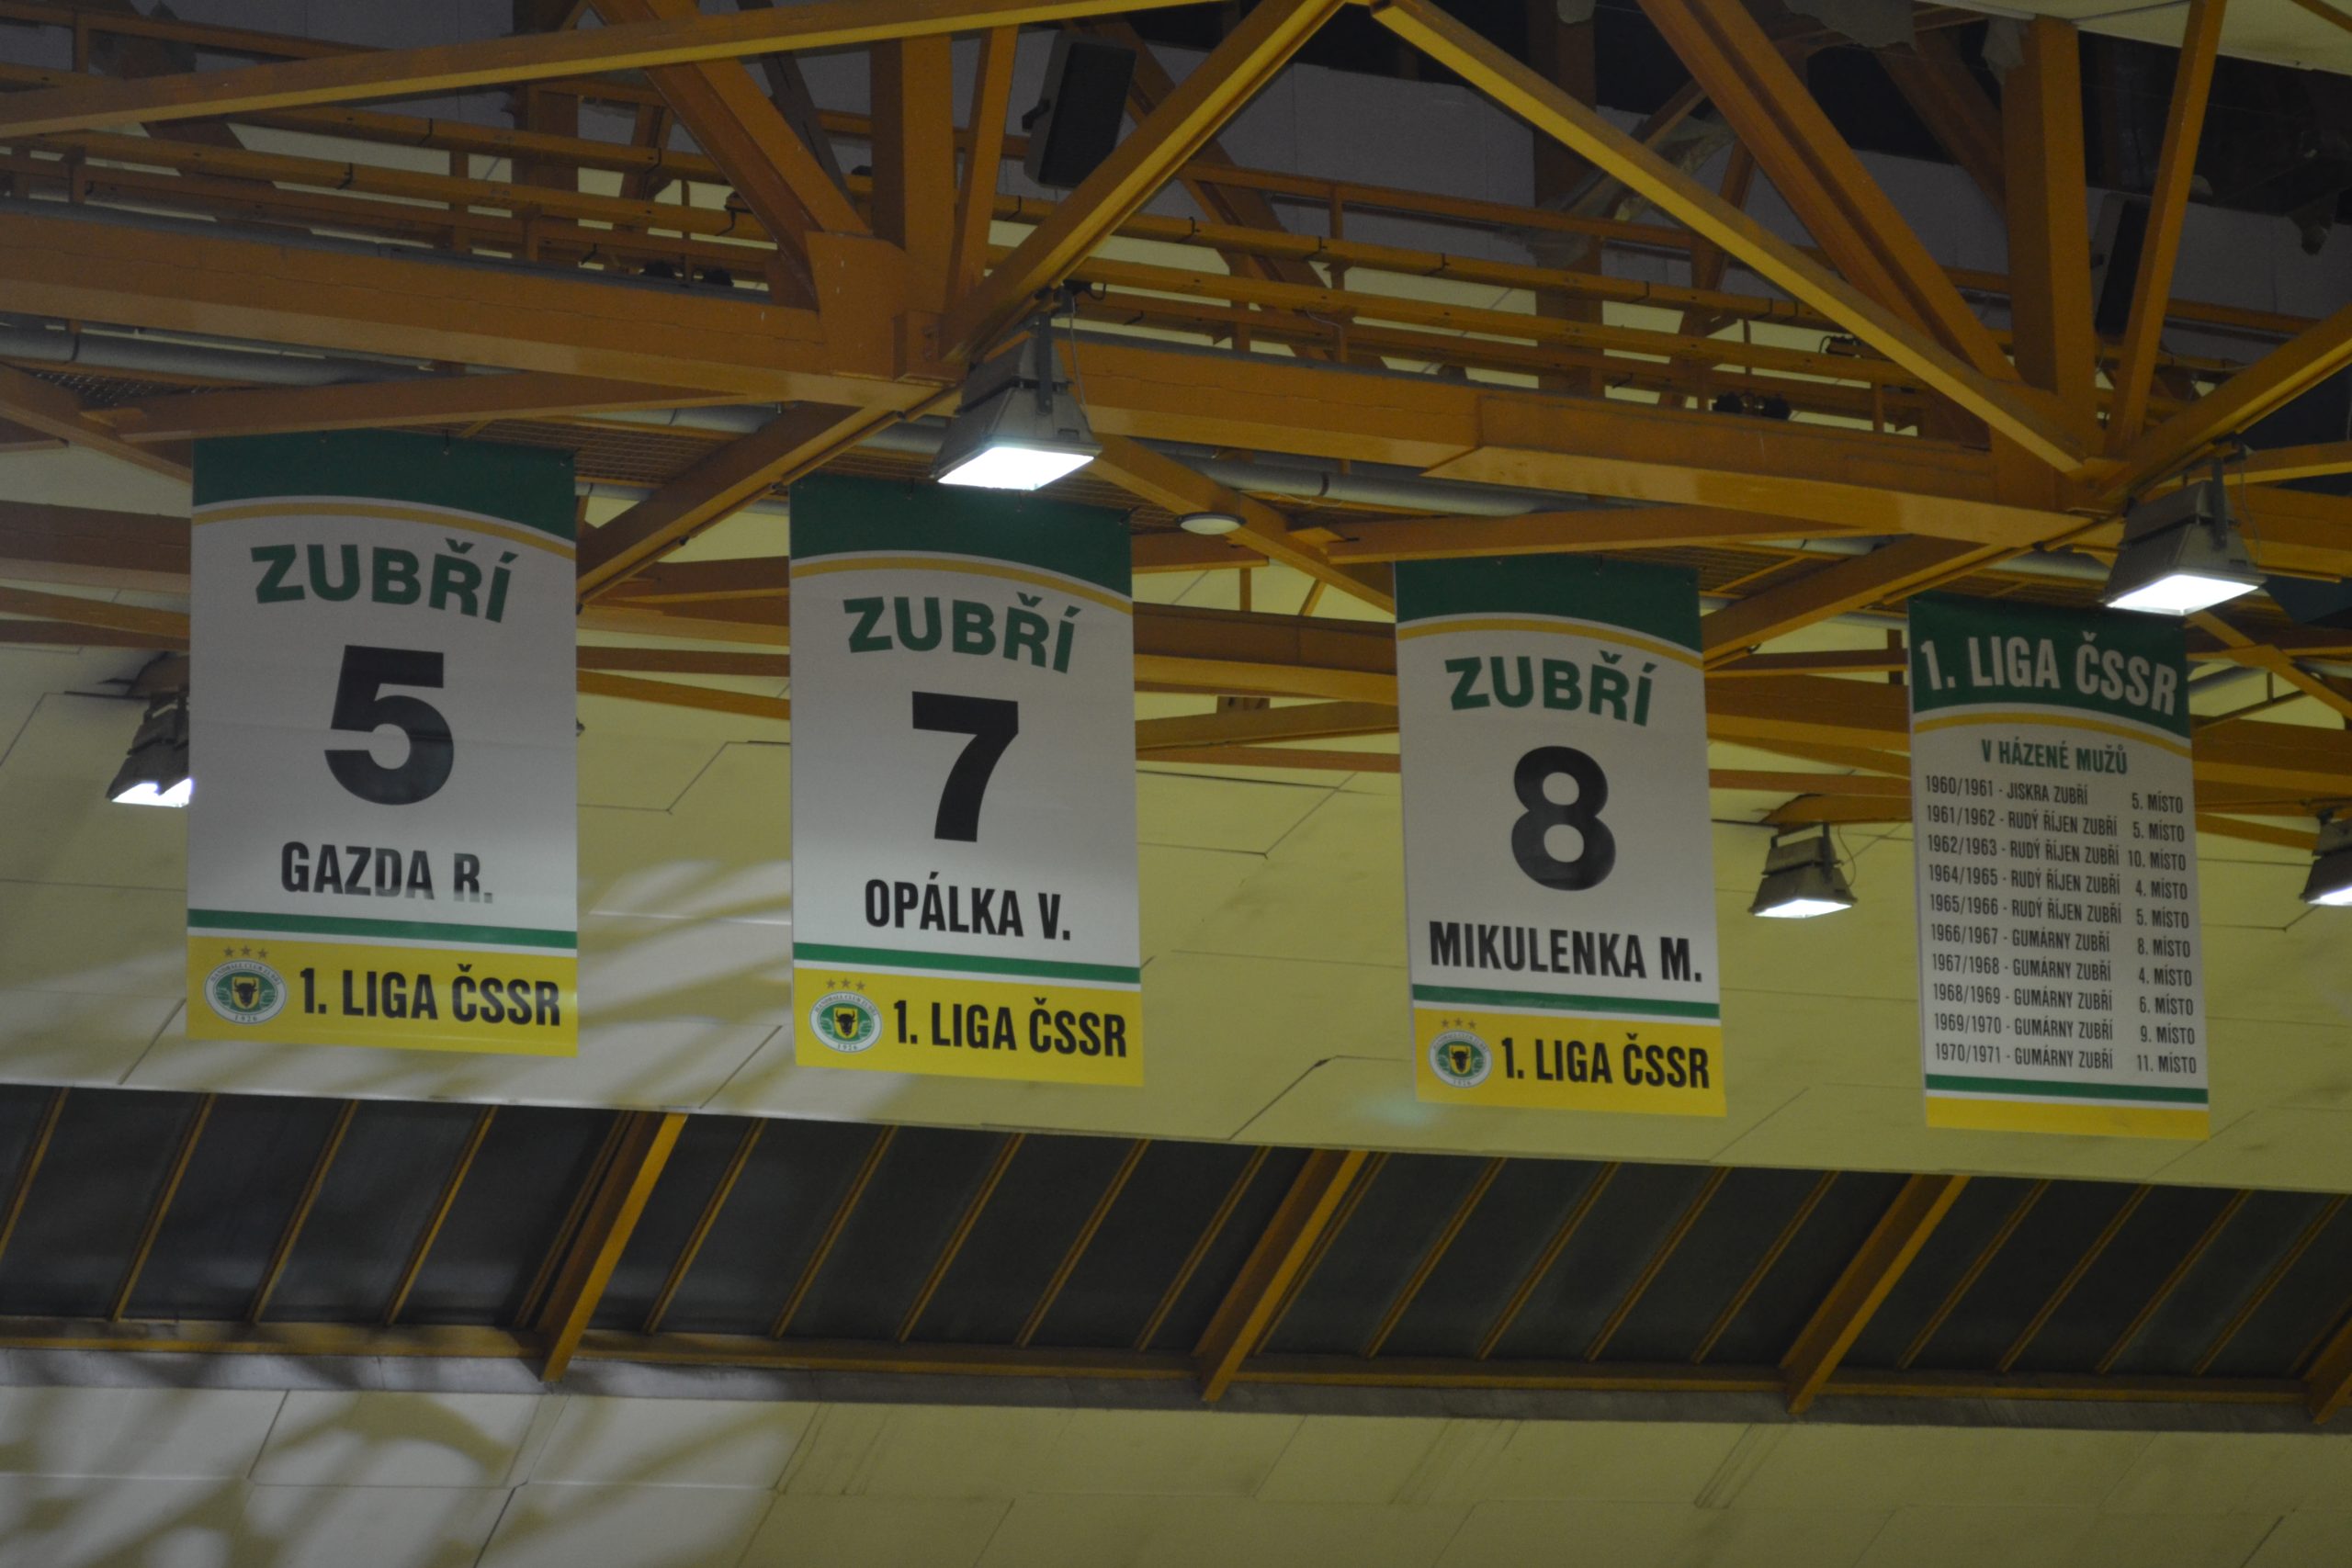 ZUBŘÍ
5
GAZDA R.
1. LIGA ČSSR
ZUBŘÍ
7
OPÁLKA V.
1. LIGA ČSSR
ZUBŘÍ
8
MIKULENKA M.
1. LIGA ČSSR
1. LIGA ČSSR
V HÁZENÉ MUŽŮ
1960/1961 - JISKRA ZUBŘÍ 5. MÍSTO
1961/1962 - RUDÝ ŘÍJEN ZUBŘÍ 5. MÍSTO
1962/1963 - RUDÝ ŘÍJEN ZUBŘÍ 10. MÍSTO
1964/1965 - RUDÝ ŘÍJEN ZUBŘÍ 4. MÍSTO
1965/1966 - RUDÝ ŘÍJEN ZUBŘÍ 5. MÍSTO
1966/1967 - GUMÁRNY ZUBŘÍ 8. MÍSTO
1967/1968 - GUMÁRNY ZUBŘÍ 4. MÍSTO
1968/1969 - GUMÁRNY ZUBŘÍ 6. MÍSTO
1969/1970 - GUMÁRNY ZUBŘÍ 9. MÍSTO
1970/1971 - GUMÁRNY ZUBŘÍ 11. MÍSTO